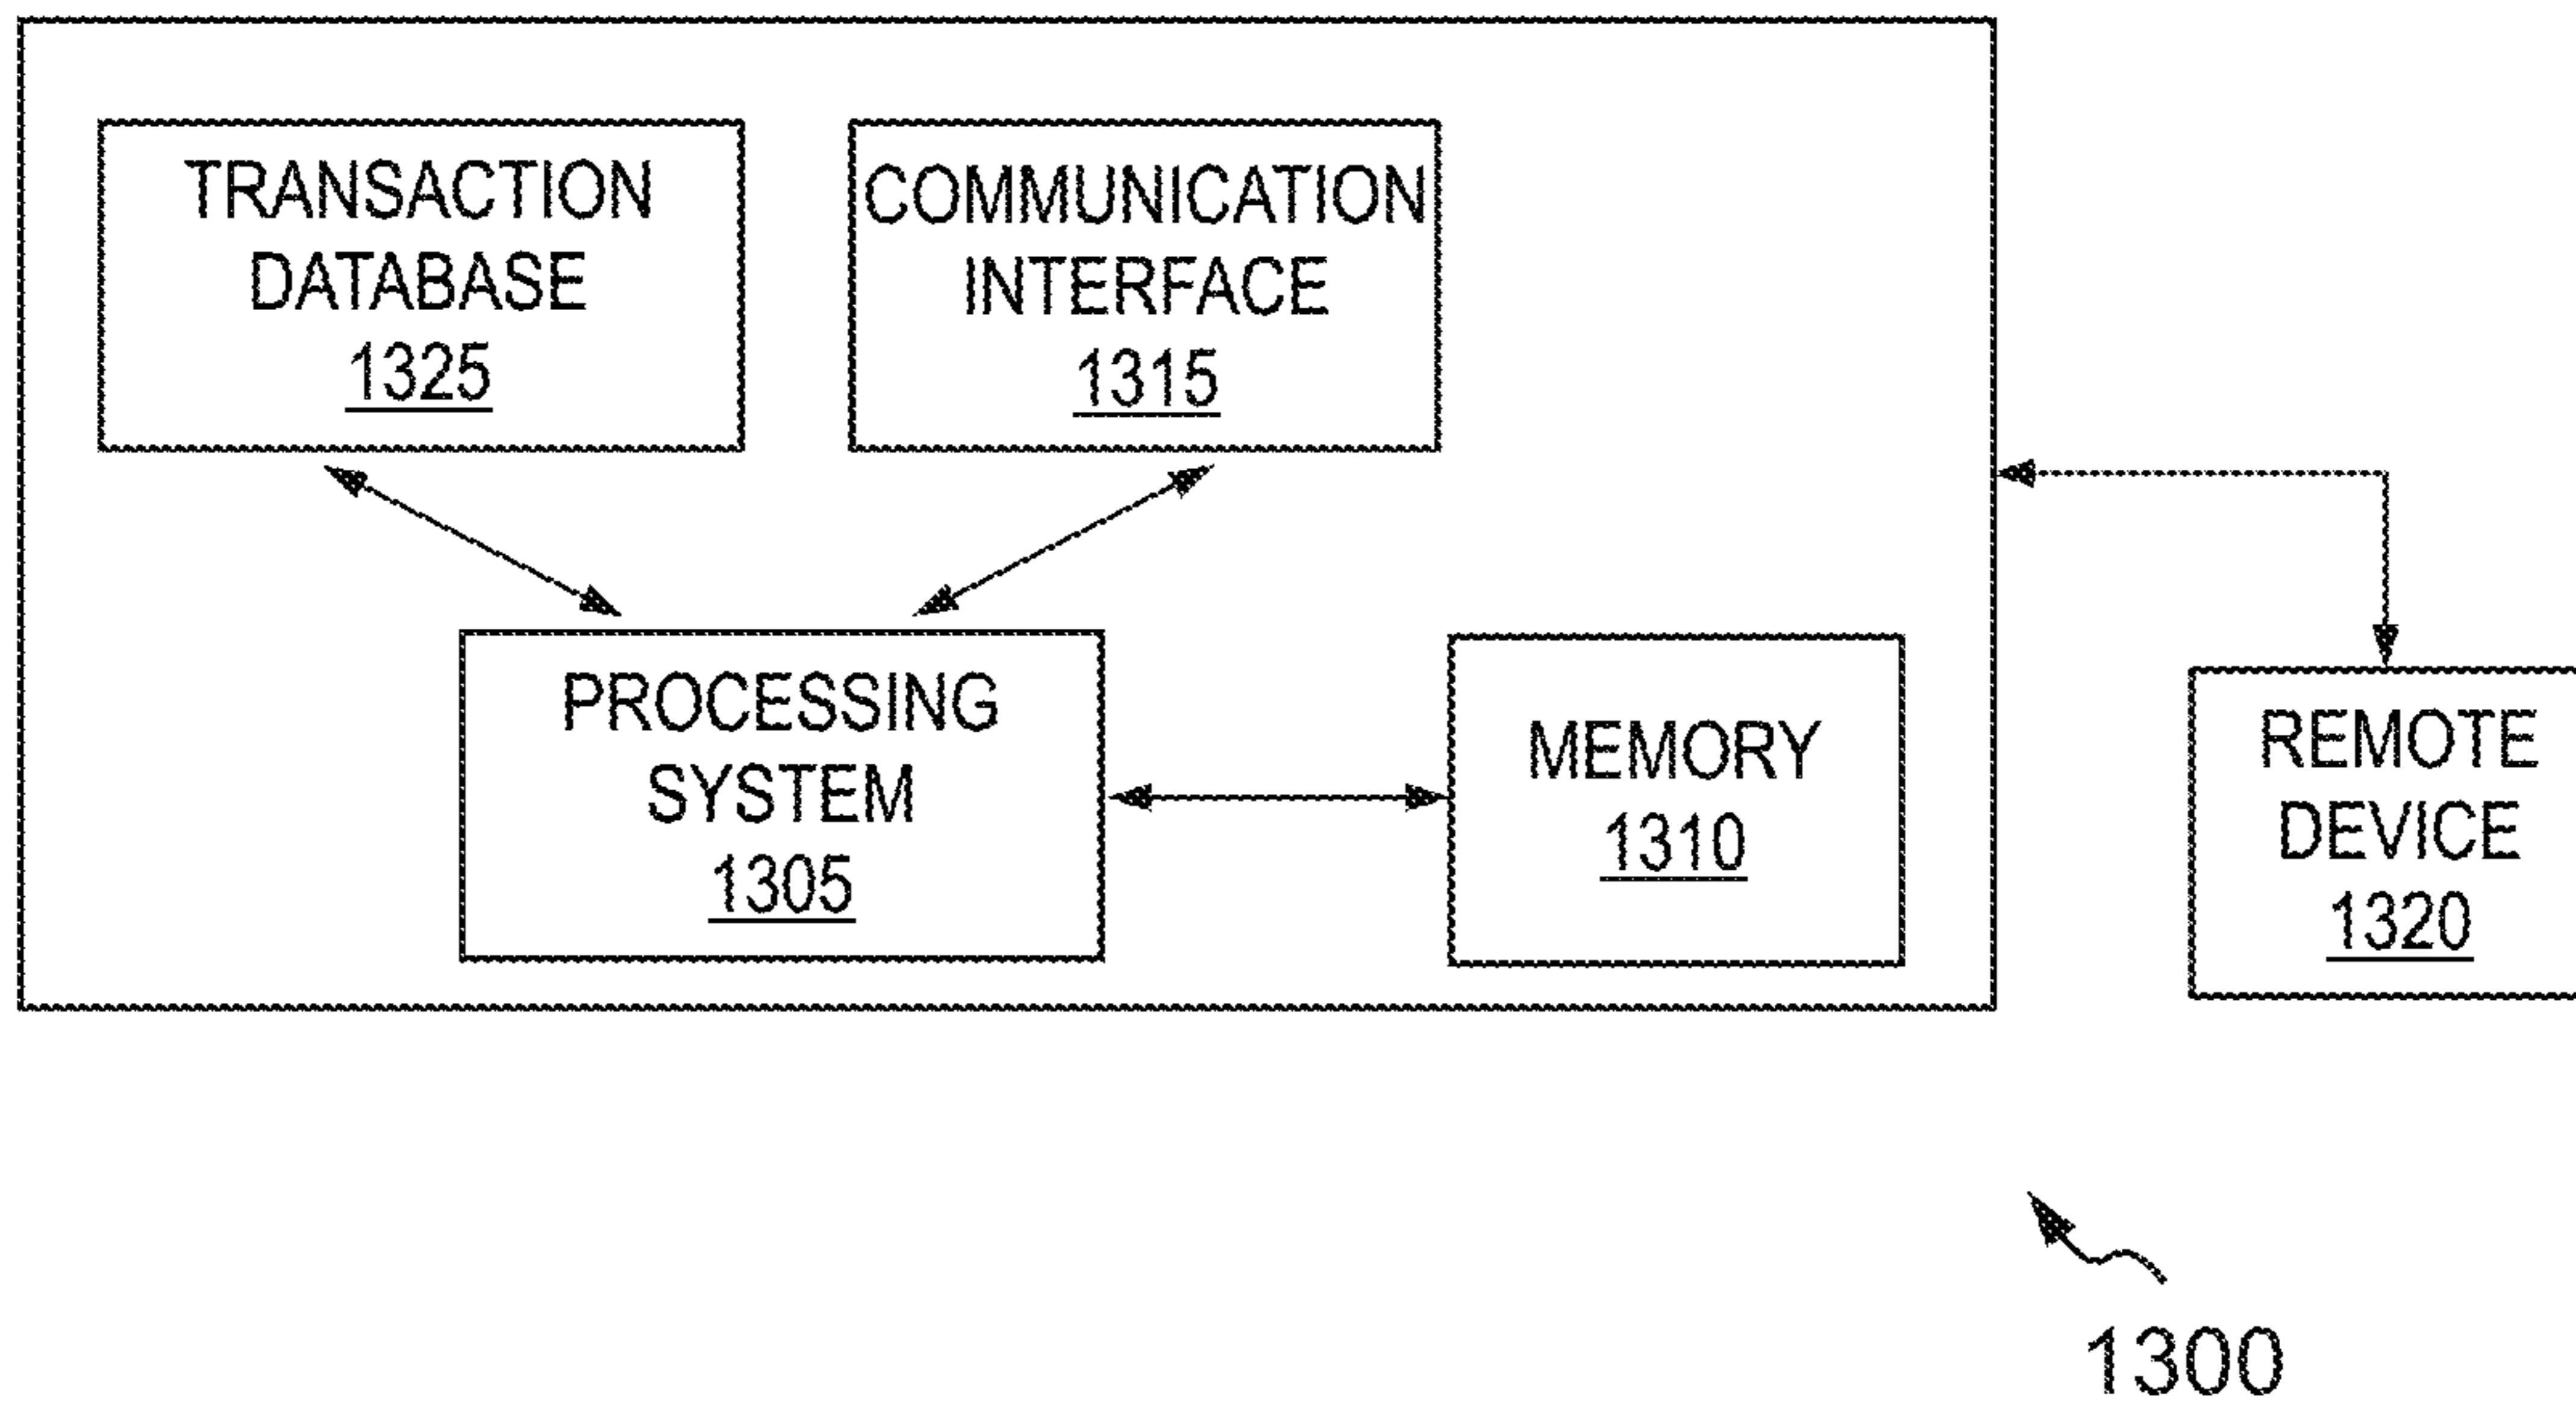 TRANSACTION
DATABASE
1325
COMMUNICATION
INTERFACE
1315
PROCESSING
SYSTEM
1305
MEMORY
1310
REMOTE
DEVICE
1320
1300